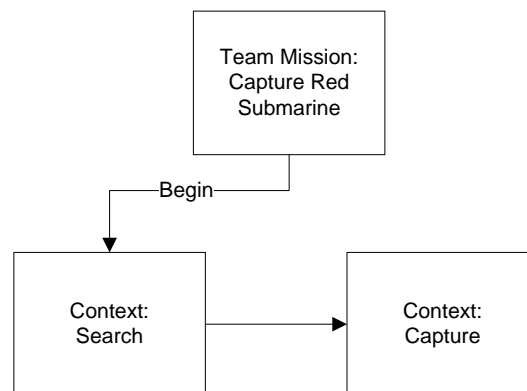 Team Mission:
Capture Red
Submarine
Begin
Context:
Search
Context:
Capture